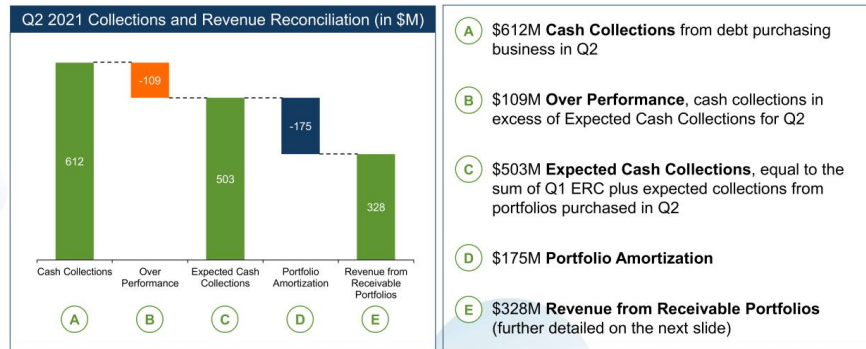 Q2 2021 Collections and Revenue Reconciliation (in $M)
612
-109
503
-175
328
Cash Collections
Over
Performance
Expected Cash
Collections
Portfolio
Amortization
Revenue from
Receivable
Portfolios
A
B
C
D
E
A $612M Cash Collections from debt purchasing
business in Q2
B $109M Over Performance, cash collections in
excess of Expected Cash Collections for Q2
C $503M Expected Cash Collections, equal to the
sum of Q1 ERC plus expected collections from
portfolios purchased in Q2
D $175M Portfolio Amortization
E $328M Revenue from Receivable Portfolios
(further detailed on the next slide)